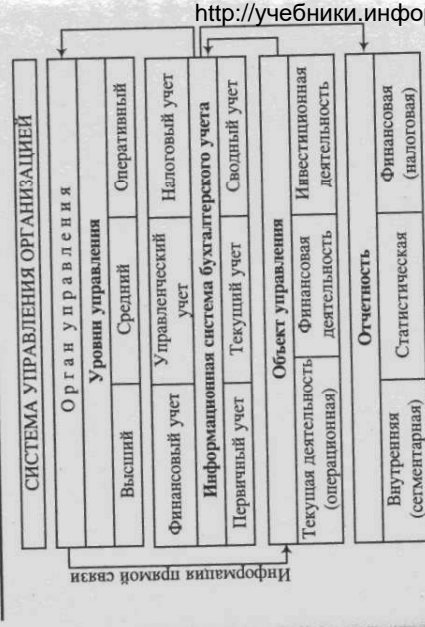 http://учебники.инфор
СИСТЕМА УПРАВЛЕНИЯ ОРГАНИЗАЦИЕЙ
Орган управления
Уровни управления
Высший Средний Оперативный
Финансовый учет Управленческий учет Налоговый учет
Информационная система бухгалтерского учета
Первичный учет Текущий учет Сводный учет
Объект управления
Текущая деятельность Финансовая Инвестиционная
(операционная) деятельность деятельность
Отчетность
Внутренняя Статистическая Финансовая
(сегментарная) (налоговая)
Информация прямой связи